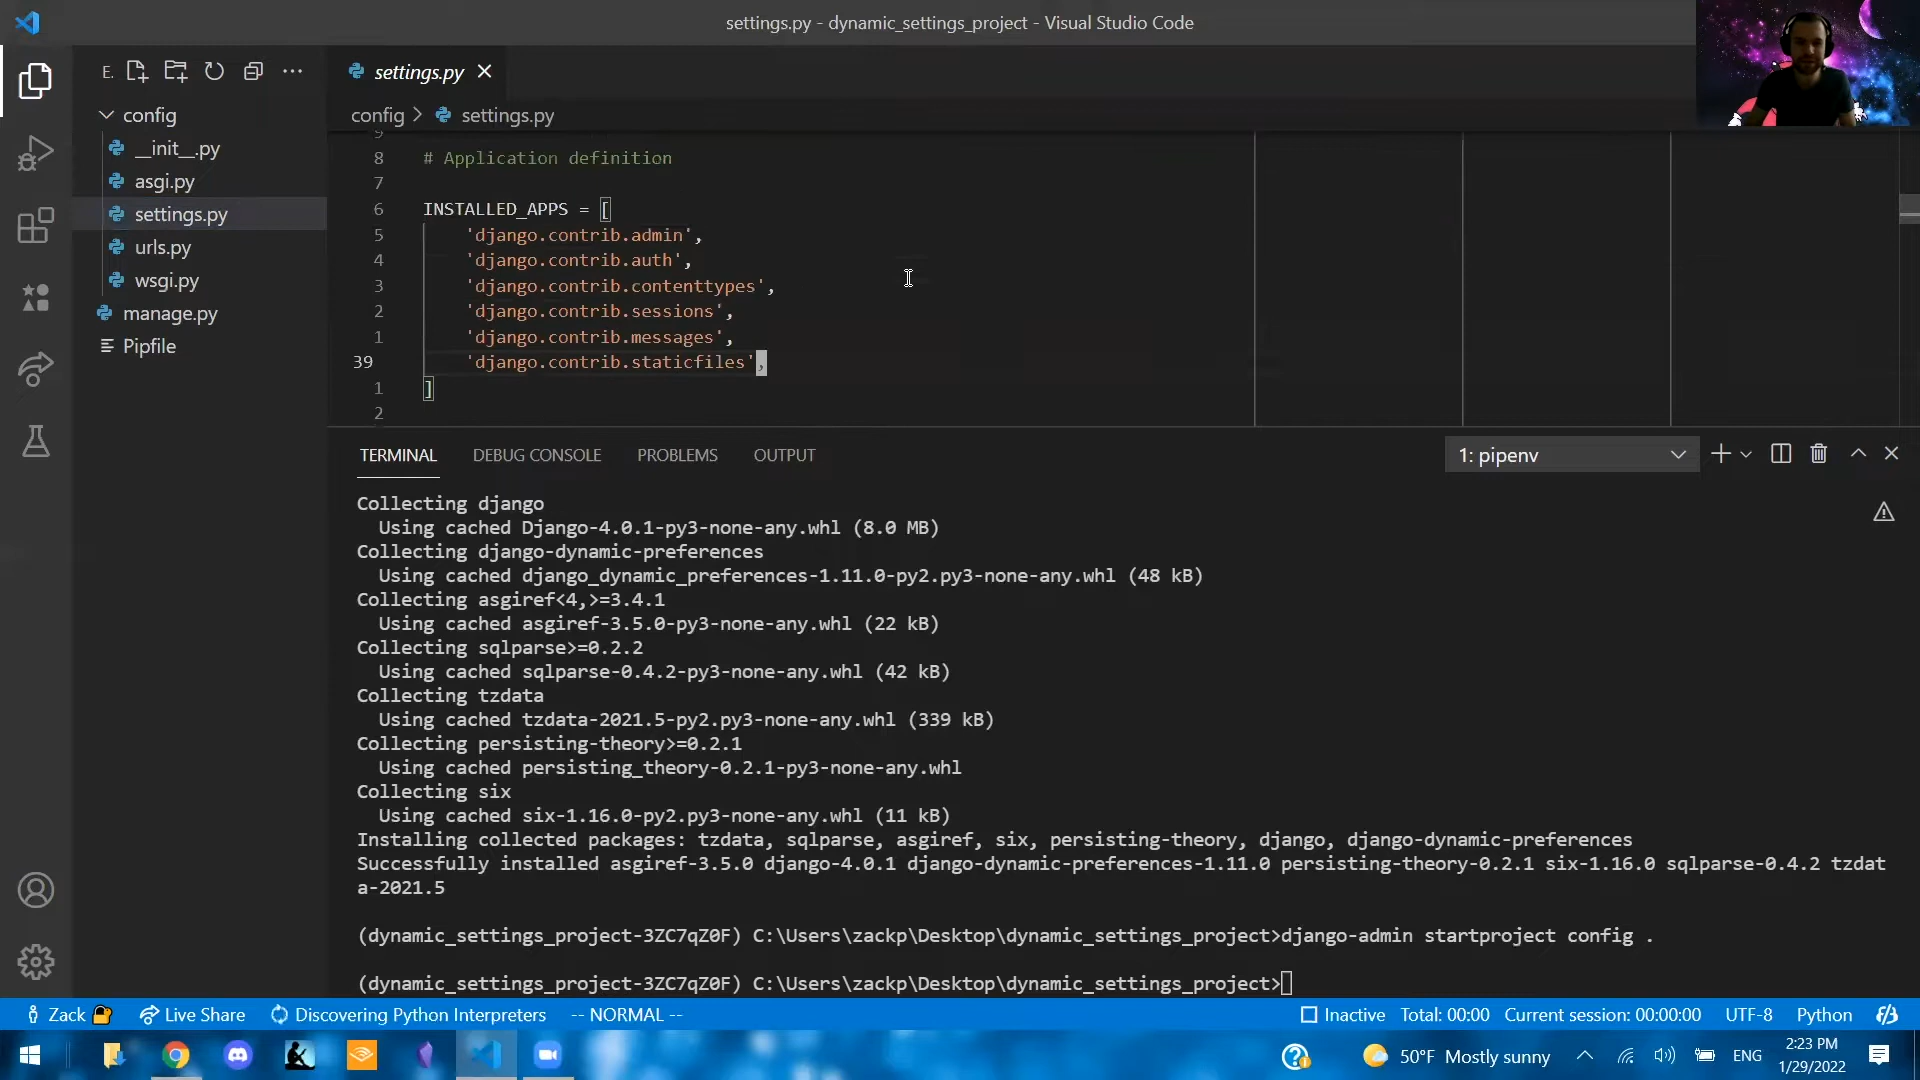 settings.py - dynamic_settings_project - Visual Studio Code
E.
settings.py
config
config > settings.py
__init__.py
asgi.py
settings.py
urls.py
wsgi.py
manage.py
Pipfile
9
8 # Application definition
7
6 INSTALLED_APPS = [
5 'django.contrib.admin',
4 'django.contrib.auth',
3 'django.contrib.contenttypes',
2 'django.contrib.sessions',
1 'django.contrib.messages',
39 'django.contrib.staticfiles',
1 ]
2
TERMINAL DEBUG CONSOLE PROBLEMS OUTPUT 1: pipenv
Collecting django
Using cached Django-4.0.1-py3-none-any.whl (8.0 MB)
Collecting django-dynamic-preferences
Using cached django_dynamic_preferences-1.11.0-py2.py3-none-any.whl (48 kB)
Collecting asgiref<4,>=3.4.1
Using cached asgiref-3.5.0-py3-none-any.whl (22 kB)
Collecting sqlparse>=0.2.2
Using cached sqlparse-0.4.2-py3-none-any.whl (42 kB)
Collecting tzdata
Using cached tzdata-2021.5-py2.py3-none-any.whl (339 kB)
Collecting persisting-theory>=0.2.1
Using cached persisting_theory-0.2.1-py3-none-any.whl
Collecting six
Using cached six-1.16.0-py2.py3-none-any.whl (11 kB)
Installing collected packages: tzdata, sqlparse, asgiref, six, persisting-theory, django, django-dynamic-preferences
Successfully installed asgiref-3.5.0 django-4.0.1 django-dynamic-preferences-1.11.0 persisting-theory-0.2.1 six-1.16.0 sqlparse-0.4.2 tzdat
a-2021.5
(dynamic_settings_project-3ZC7qZ0F) C:\Users\zackp\Desktop\dynamic_settings_project>django-admin startproject config .
(dynamic_settings_project-3ZC7qZ0F) C:\Users\zackp\Desktop\dynamic_settings_project>
Zack Live Share Discovering Python Interpreters -- NORMAL -- Inactive Total: 00:00 Current session: 00:00:00 UTF-8 Python
50°F Mostly sunny ENG 2:23 PM
1/29/2022